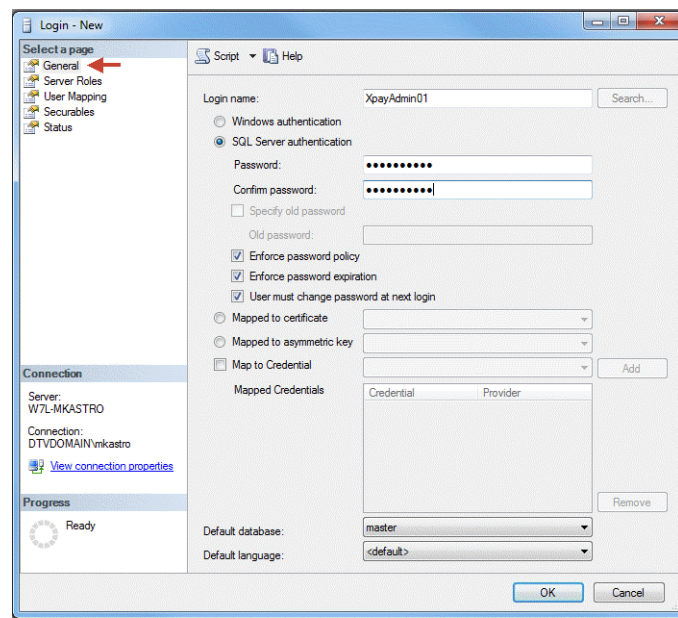 Login - New
Select a page
General
Server Roles
User Mapping
Securables
Status
Connection
Server:
W7L-MKASTRO
Connection:
DTVDOMAIN\mkastro
View connection properties
Progress
Ready
Script Help
Login name: XpayAdmin01 Search...
Windows authentication
SQL Server authentication
Password: ●●●●●●●●●●
Confirm password: ●●●●●●●●●●
Specify old password
Old password:
Enforce password policy
Enforce password expiration
User must change password at next login
Mapped to certificate
Mapped to asymmetric key
Map to Credential Add
Mapped Credentials Credential Provider
Remove
Default database: master
Default language: <default>
OK Cancel